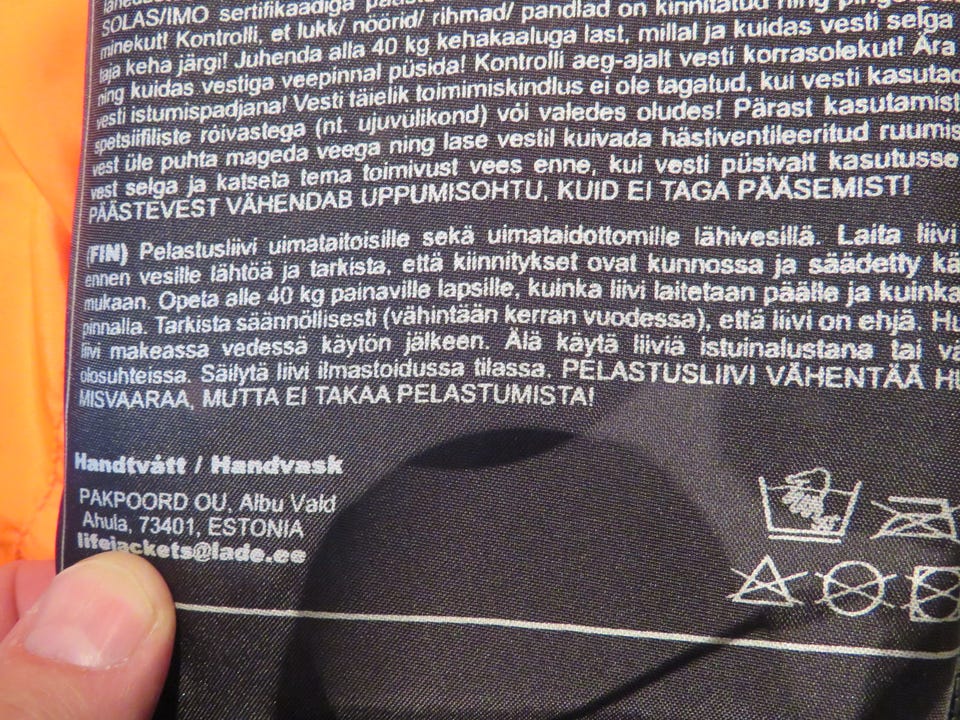 SOLAS/IMO sertifikaadiga
minekut! Kontrolli, et lukk/ nöörid/ rihmad/ pandlad on kinnitatud ning
taja keha järgi! Juhenda alla 40 kg kehakaaluga last, millal ja kuidas vesti selga
ning kuidas vestiga veepinnal püsida! Kontrolli aeg-ajalt vesti korrasolekut! Ära
vesti istumispadjana! Vesti täielik toimimiskindlus ei ole tagatud, kui vesti kasutad
spetsiifiliste rõivastega (nt. ujuvülikond) või valedes oludes! Pärast kasutamist
vest üle puhta mageda veega ning lase vestil kuivada hästiventileeritud ruumis
vest selga ja katseta tema toimivust vees enne, kui vesti püsivalt kasutusse
PÄÄSTEVEST VÄHENDAB UPPUMISOHTU, KUID EI TAGA PÄÄSEMIST!
(FIN) Pelastusliivi uimataitoisille sekä uimataidottomille lähivesillä. Laita liivi
ennen vesille lähtöä ja tarkista, että kiinnitykset ovat kunnossa ja säädetty kä
mukaan. Opeta alle 40 kg painaville lapsille, kuinka liivi laitetaan päälle ja kuinka
pinnalla. Tarkista säännöllisesti (vähintään kerran vuodessa), että liivi on ehjä. Hu
liivi makeassa vedessä käytön jälkeen. Älä käytä liiviä istuinalustana tai vä
olosuhteissa. Säilytä liivi ilmastoidussa tilassa. PELASTUSLIIVI VÄHENTÄÄ HU
MISVAARAA, MUTTA EI TAKAA PELASTUMISTA!
Handtvått / Handvask
PAKPOORD OU, Albu Vald
Ahula, 73401, ESTONIA
lifejackets@lade.ee